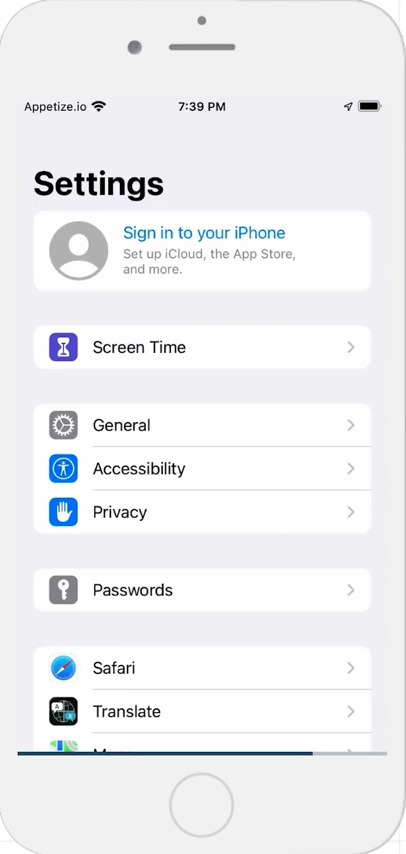 Appetize.io 7:39 PM
Settings
Sign in to your iPhone
Set up iCloud, the App Store,
and more.
Screen Time
General
Accessibility
Privacy
Passwords
Safari
Translate